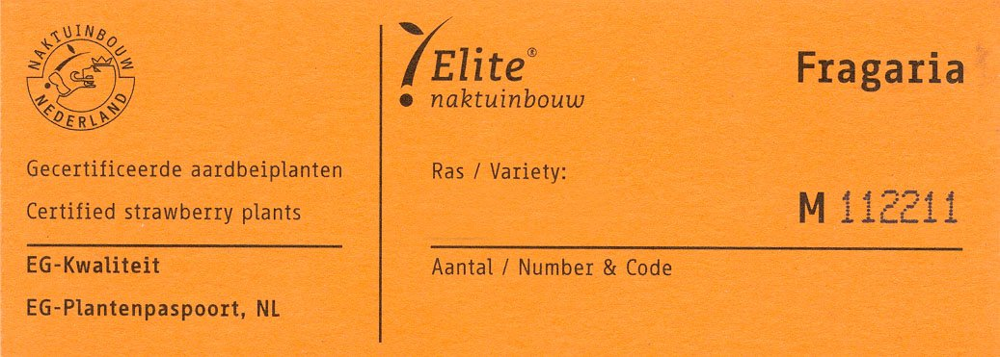 NAKTUINBOUW
NEDERLAND
Gecertificeerde aardbeiplanten
Certified strawberry plants
EG-Kwaliteit
EG-Plantenpaspoort, NL
Elite®
naktuinbouw
Fragaria
Ras / Variety:
M 112211
Aantal / Number & Code